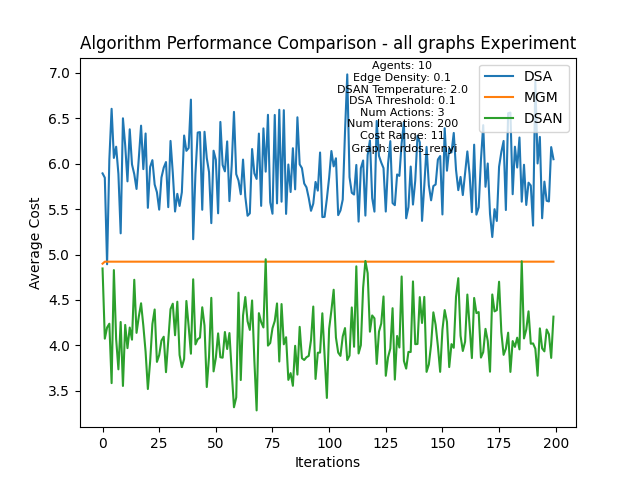 Algorithm Performance Comparison - all graphs Experiment
Agents: 10
Edge Density: 0.1
DSAN Temperature: 2.0
DSA Threshold: 0.1
Num Actions: 3
Num Iterations: 200
Cost Range: 11
Graph: erdos_renyi
DSA
MGM
DSAN
Average Cost
7.0
6.5
6.0
5.5
5.0
4.5
4.0
3.5
0 25 50 75 100 125 150 175 200
Iterations